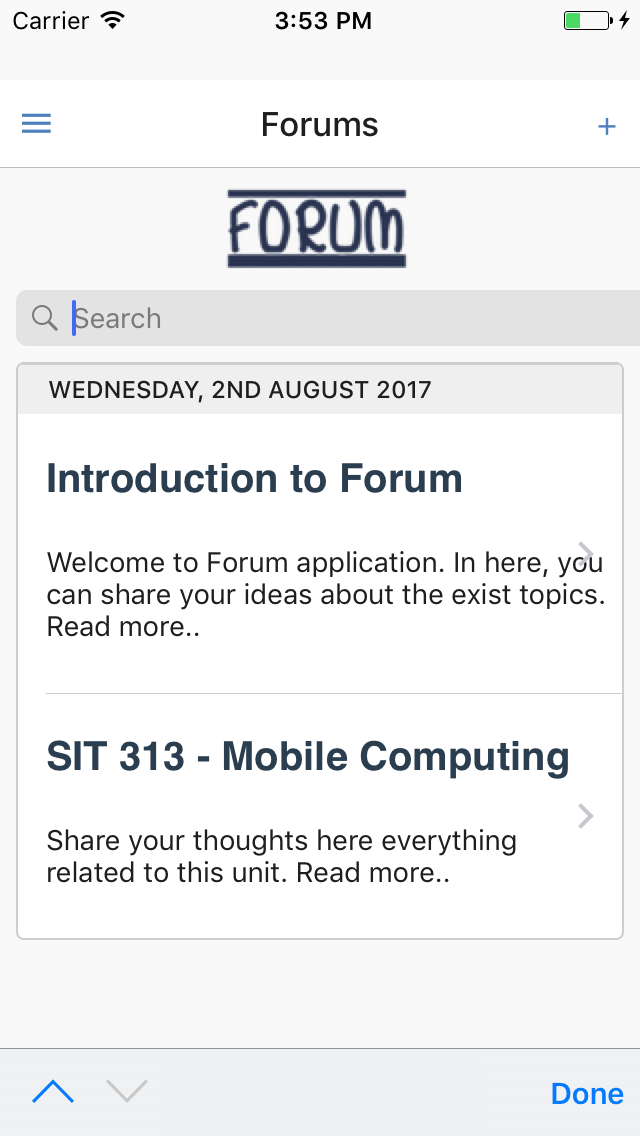 Carrier 3:53 PM
Forums +
FORUM
Search
WEDNESDAY, 2ND AUGUST 2017
Introduction to Forum
Welcome to Forum application. In here, you
can share your ideas about the exist topics.
Read more..
SIT 313 - Mobile Computing
Share your thoughts here everything
related to this unit. Read more..
Done